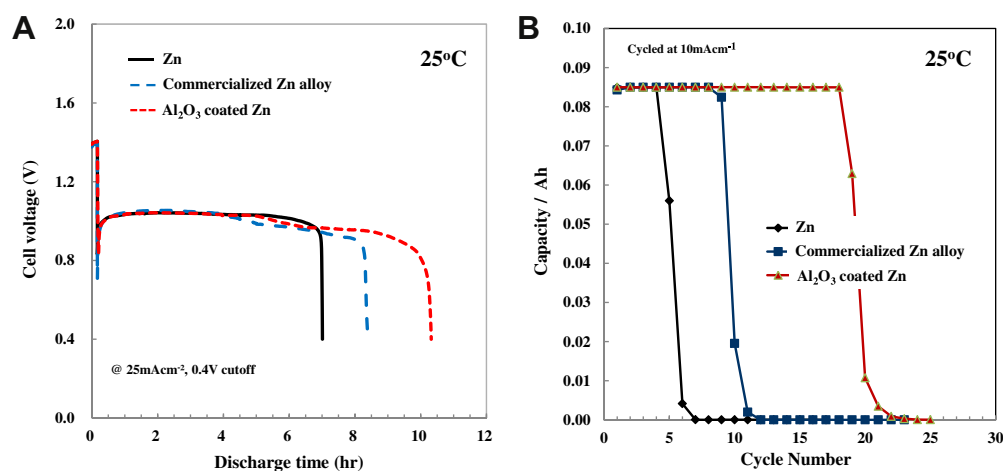 A
25°C
Zn
Commercialized Zn alloy
Al₂O₃ coated Zn
@ 25mAcm⁻², 0.4V cutoff
Cell voltage (V)
2.0
1.6
1.2
0.8
0.4
0.0
0 2 4 6 8 10 12
Discharge time (hr)
B
Cycled at 10mAcm⁻¹
25°C
Zn
Commercialized Zn alloy
Al₂O₃ coated Zn
Capacity / Ah
0.10
0.09
0.08
0.07
0.06
0.05
0.04
0.03
0.02
0.01
0.00
0 5 10 15 20 25 30
Cycle Number